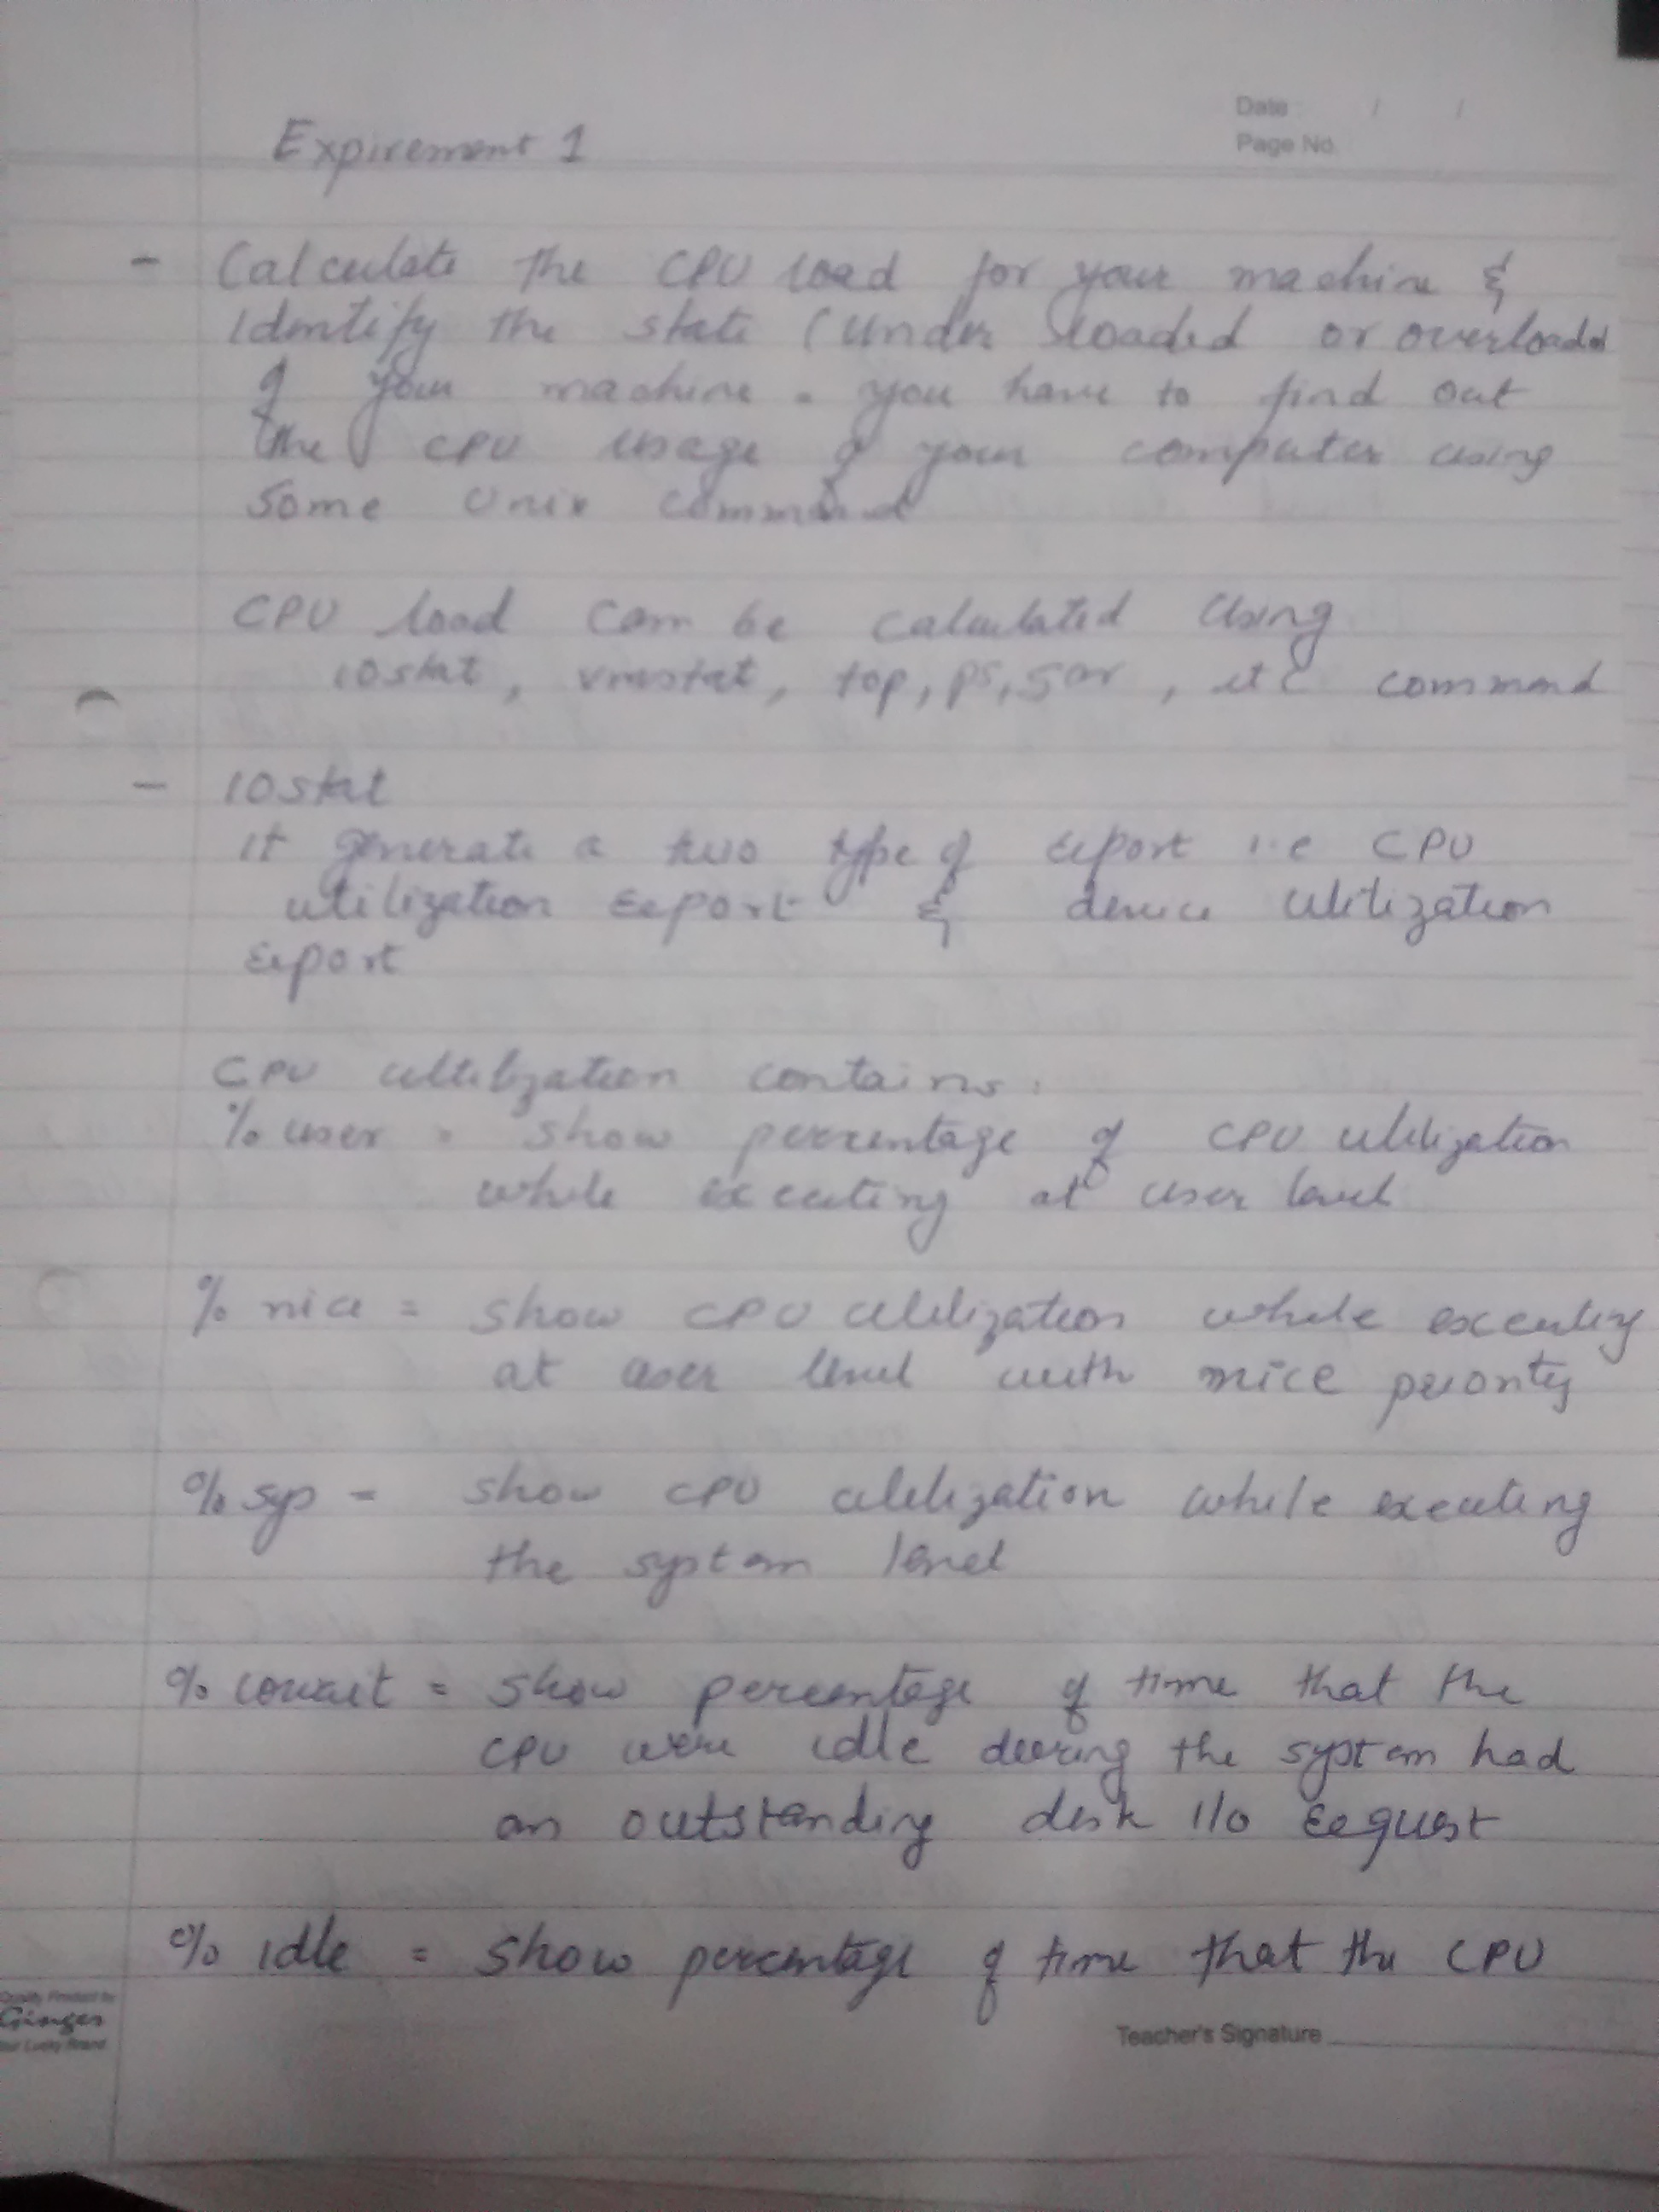 Date : / /
Page No.
Expirement 1
- Calculate the CPU load for your machine &
Identify the state (under loaded or overloaded
of your machine. you have to find out
the CPU usage of your computer using
some Unix command
CPU load can be calculated using
iostat, vmstat, top, ps, sar, etc command
- iostat
it generate a two type of report i.e CPU
utilization report & device utilization
report
CPU utilization contains:
% user = show percentage of CPU utilization
while executing at user level
% nice = show CPU utilization while executing
at user level with nice priority
% sys = show CPU utilization while executing
the system level
% iowait = show percentage of time that the
CPU were idle during the system had
an outstanding disk I/O request
% idle = show percentage of time that the CPU
Quality Product by
Ginger
Your Lucky Brand
Teacher's Signature